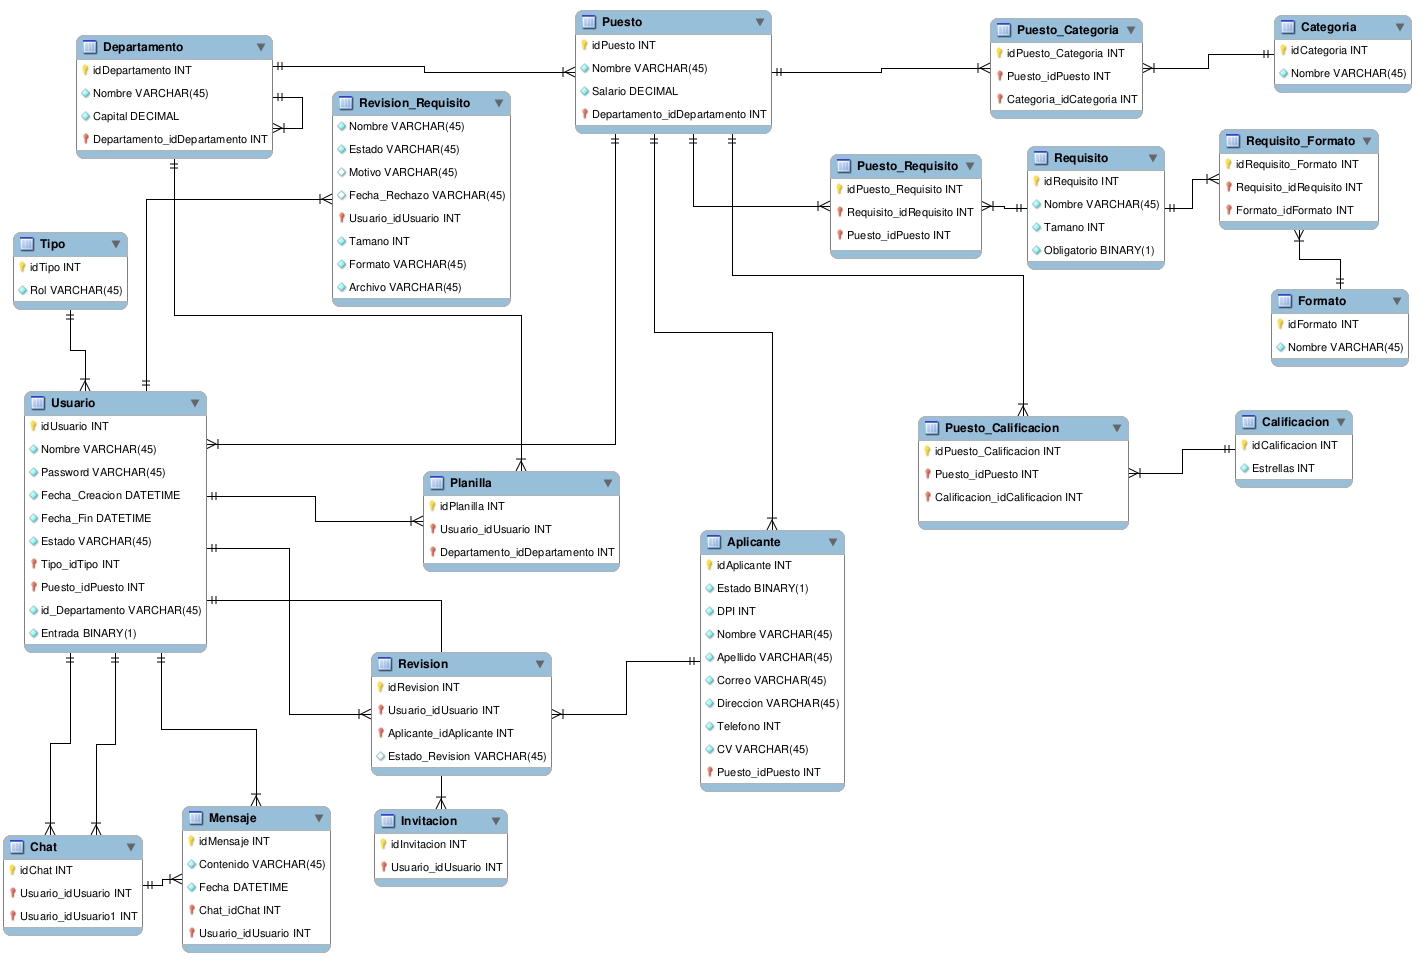 Departamento
idDepartamento INT
Nombre VARCHAR(45)
Capital DECIMAL
Departamento_idDepartamento INT
Revision_Requisito
Nombre VARCHAR(45)
Estado VARCHAR(45)
Motivo VARCHAR(45)
Fecha_Rechazo VARCHAR(45)
Usuario_idUsuario INT
Tamano INT
Formato VARCHAR(45)
Archivo VARCHAR(45)
Puesto
idPuesto INT
Nombre VARCHAR(45)
Salario DECIMAL
Departamento_idDepartamento INT
Puesto_Categoria
idPuesto_Categoria INT
Puesto_idPuesto INT
Categoria_idCategoria INT
Categoria
idCategoria INT
Nombre VARCHAR(45)
Puesto_Requisito
idPuesto_Requisito INT
Requisito_idRequisito INT
Puesto_idPuesto INT
Requisito
idRequisito INT
Nombre VARCHAR(45)
Tamano INT
Obligatorio BINARY(1)
Requisito_Formato
idRequisito_Formato INT
Requisito_idRequisito INT
Formato_idFormato INT
Formato
idFormato INT
Nombre VARCHAR(45)
Tipo
idTipo INT
Rol VARCHAR(45)
Usuario
idUsuario INT
Nombre VARCHAR(45)
Password VARCHAR(45)
Fecha_Creacion DATETIME
Fecha_Fin DATETIME
Estado VARCHAR(45)
Tipo_idTipo INT
Puesto_idPuesto INT
id_Departamento VARCHAR(45)
Entrada BINARY(1)
Planilla
idPlanilla INT
Usuario_idUsuario INT
Departamento_idDepartamento INT
Puesto_Calificacion
idPuesto_Calificacion INT
Puesto_idPuesto INT
Calificacion_idCalificacion INT
Calificacion
idCalificacion INT
Estrellas INT
Aplicante
idAplicante INT
Estado BINARY(1)
DPI INT
Nombre VARCHAR(45)
Apellido VARCHAR(45)
Correo VARCHAR(45)
Direccion VARCHAR(45)
Telefono INT
CV VARCHAR(45)
Puesto_idPuesto INT
Revision
idRevision INT
Usuario_idUsuario INT
Aplicante_idAplicante INT
Estado_Revision VARCHAR(45)
Invitacion
idInvitacion INT
Usuario_idUsuario INT
Mensaje
idMensaje INT
Contenido VARCHAR(45)
Fecha DATETIME
Chat_idChat INT
Usuario_idUsuario INT
Chat
idChat INT
Usuario_idUsuario INT
Usuario_idUsuario1 INT